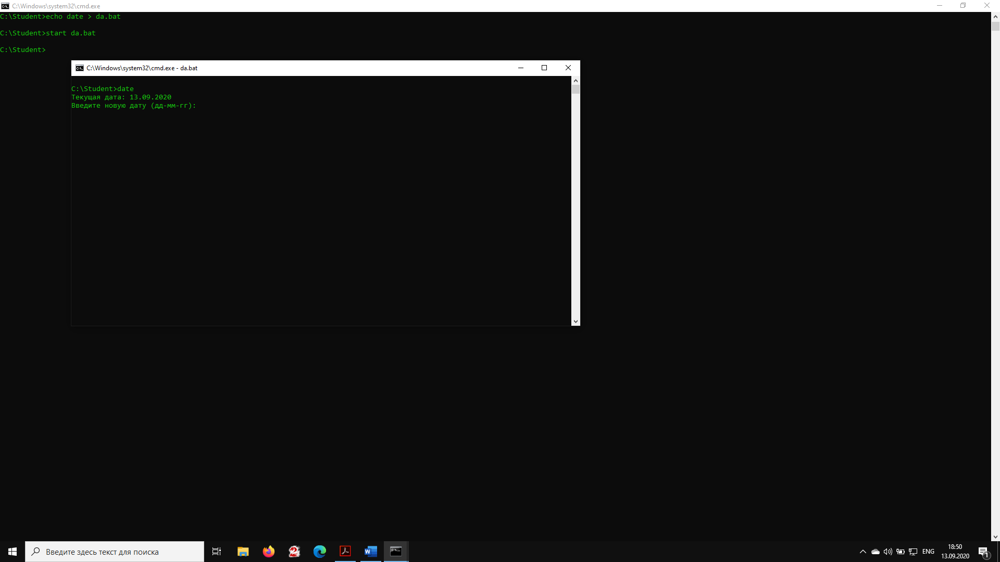 C:\Windows\system32\cmd.exe
C:\Student>echo date > da.bat
C:\Student>start da.bat
C:\Student>
C:\Windows\system32\cmd.exe - da.bat
C:\Student>date
Текущая дата: 13.09.2020
Введите новую дату (дд-мм-гг):
Введите здесь текст для поиска
ENG
18:50
13.09.2020
1